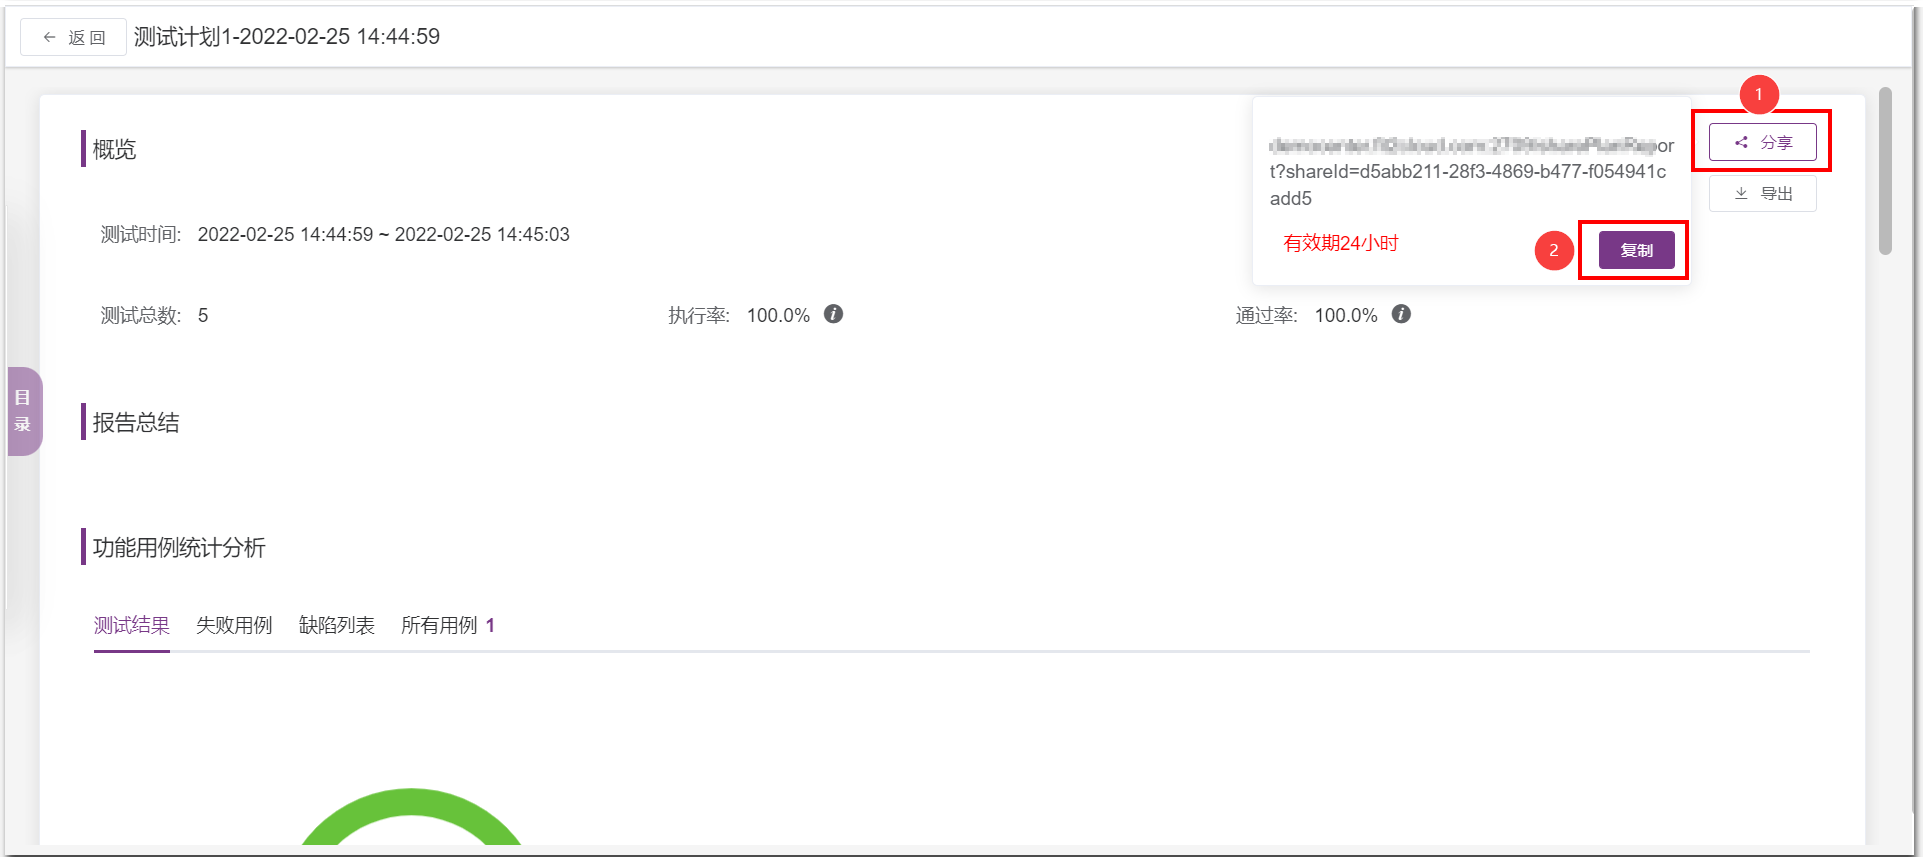 返 回
测试计划1-2022-02-25 14:44:59
1
概览
or
t?shareId=d5abb211-28f3-4869-b477-f054941c
add5
分享
导出
有效期24小时
2
复制
测试时间: 2022-02-25 14:44:59 ~ 2022-02-25 14:45:03
测试总数: 5
执行率: 100.0%
通过率: 100.0%
目
录
报告总结
功能用例统计分析
测试结果 失败用例 缺陷列表 所有用例 1